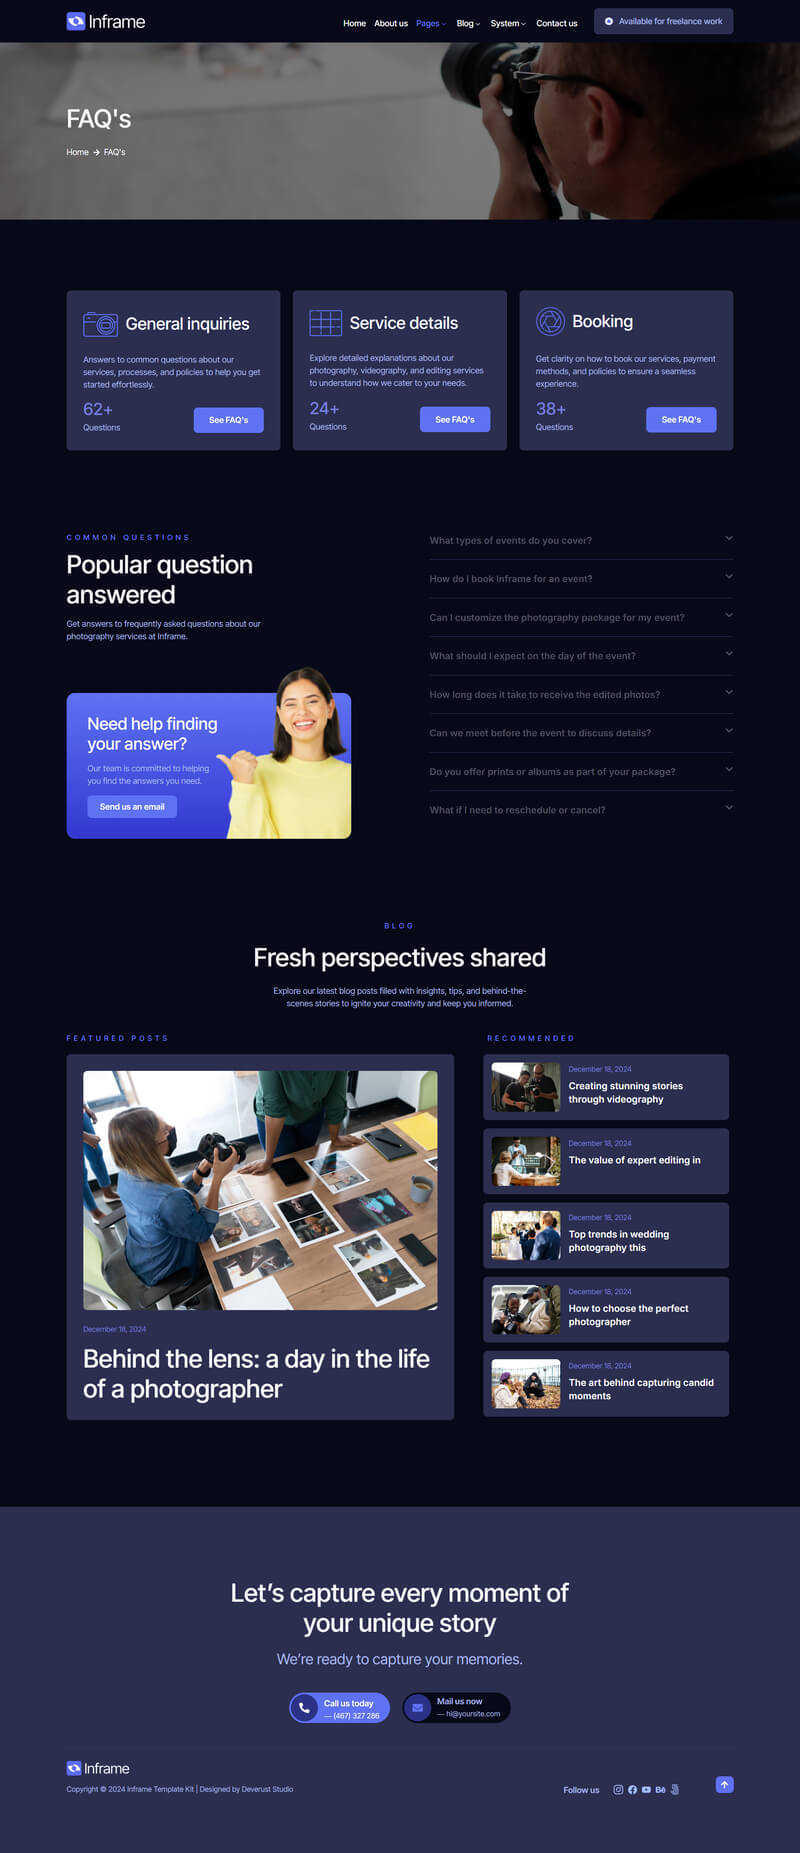 Inframe
Home About us Pages Blog System Contact us Available for freelance work
FAQ's
Home → FAQ's
General inquiries
Answers to common questions about our
services, processes, and policies to help you get
started effortlessly.
62+
Questions
See FAQ's
Service details
Explore detailed explanations about our
photography, videography, and editing services
to understand how we cater to your needs.
24+
Questions
See FAQ's
Booking
Get clarity on how to book our services, payment
methods, and policies to ensure a seamless
experience.
38+
Questions
See FAQ's
COMMON QUESTIONS
Popular question
answered
Get answers to frequently asked questions about our
photography services at Inframe.
Need help finding
your answer?
Our team is committed to helping
you find the answers you need.
Send us an email
What types of events do you cover?
How do I book Inframe for an event?
Can I customize the photography package for my event?
What should I expect on the day of the event?
How long does it take to receive the edited photos?
Can we meet before the event to discuss details?
Do you offer prints or albums as part of your package?
What if I need to reschedule or cancel?
BLOG
Fresh perspectives shared
Explore our latest blog posts filled with insights, tips, and behind-the-
scenes stories to ignite your creativity and keep you informed.
FEATURED POSTS
December 18, 2024
Behind the lens: a day in the life
of a photographer
RECOMMENDED
December 18, 2024
Creating stunning stories
through videography
December 18, 2024
The value of expert editing in
December 18, 2024
Top trends in wedding
photography this
December 18, 2024
How to choose the perfect
photographer
December 18, 2024
The art behind capturing candid
moments
Let's capture every moment of
your unique story
We're ready to capture your memories.
Call us today
— (467) 327 286
Mail us now
— hi@yoursite.com
Inframe
Copyright © 2024 Inframe Template Kit | Designed by Deverust Studio
Follow us
Bē